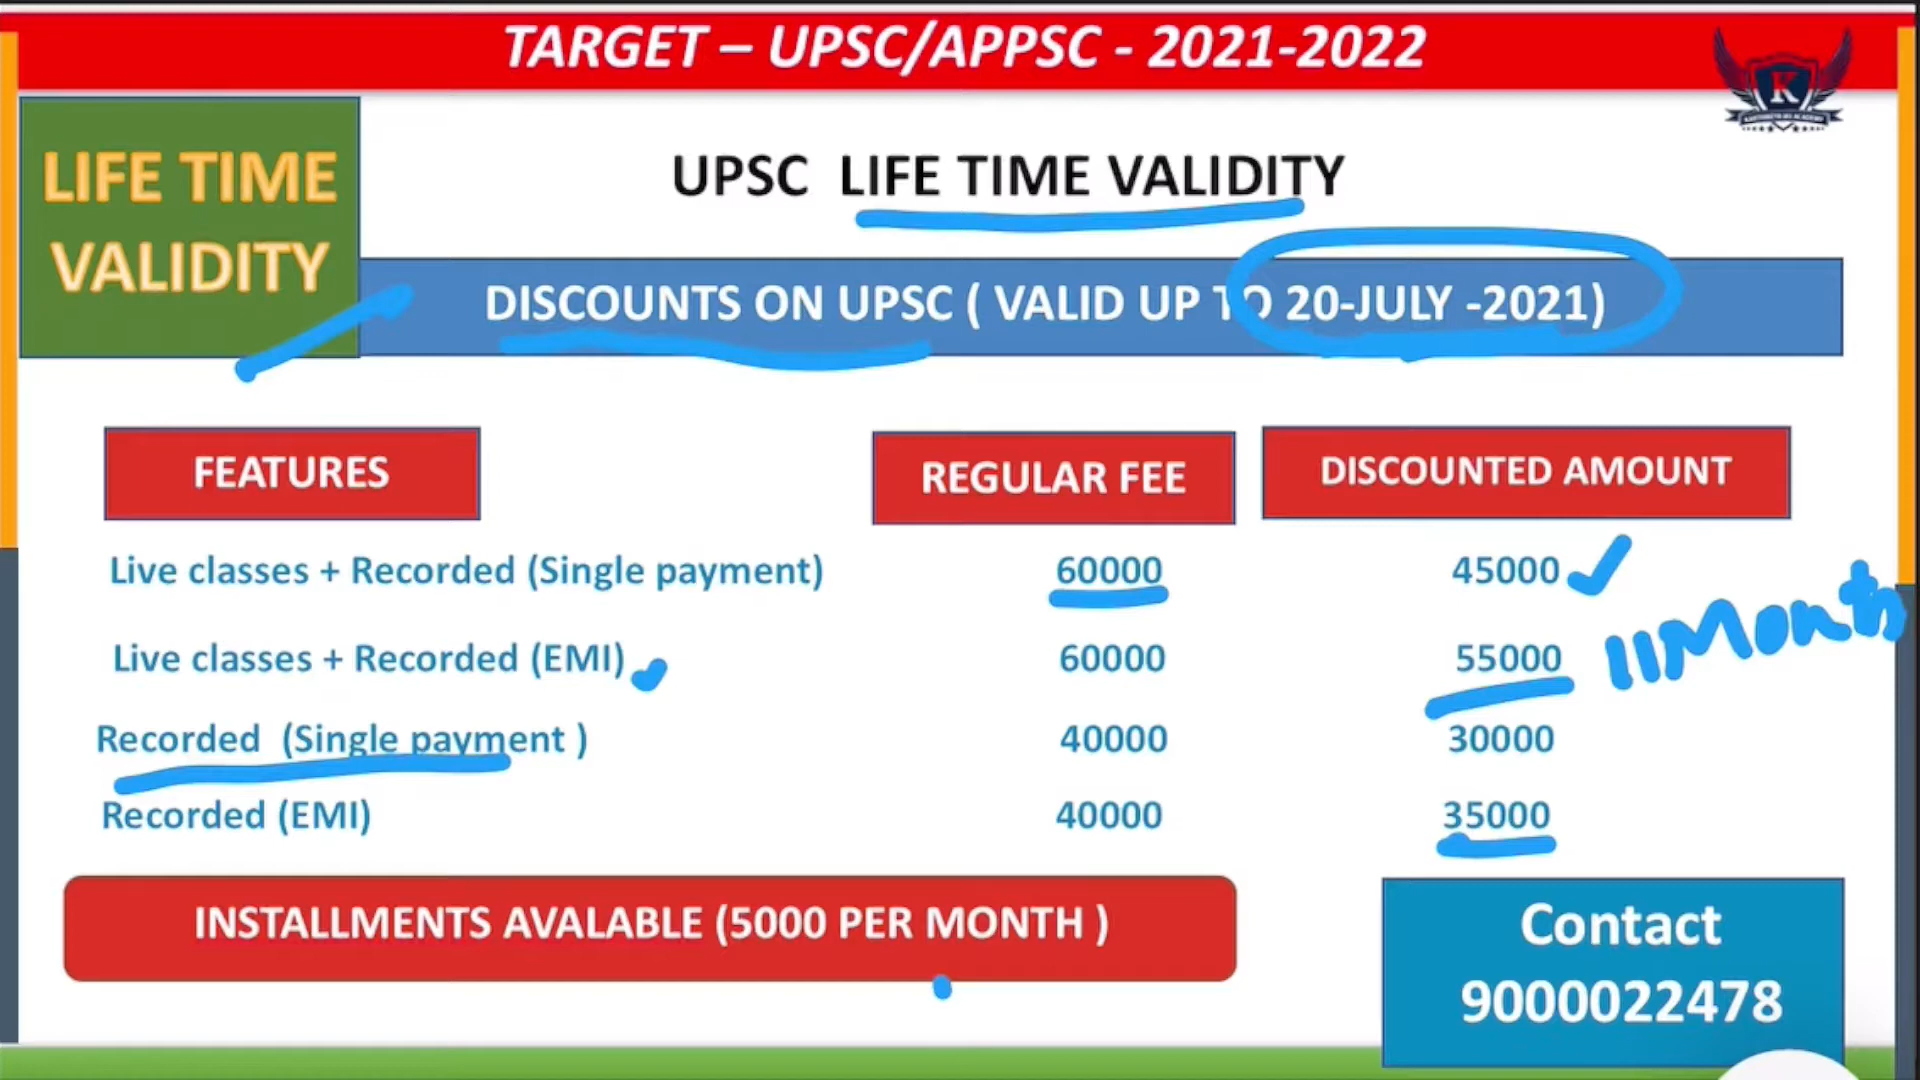 TARGET – UPSC/APPSC - 2021-2022
K
LIFE TIME
VALIDITY
UPSC LIFE TIME VALIDITY
DISCOUNTS ON UPSC ( VALID UP TO 20-JULY -2021)
FEATURES
REGULAR FEE
DISCOUNTED AMOUNT
Live classes + Recorded (Single payment)
60000
45000
Live classes + Recorded (EMI)
60000
55000
11 Month
Recorded (Single payment )
40000
30000
Recorded (EMI)
40000
35000
INSTALLMENTS AVALABLE (5000 PER MONTH )
Contact
9000022478